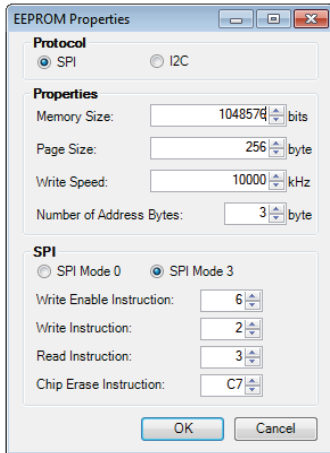 EEPROM Properties
Protocol
SPI I2C
Properties
Memory Size: 1048576 bits
Page Size: 256 byte
Write Speed: 10000 kHz
Number of Address Bytes: 3 byte
SPI
SPI Mode 0 SPI Mode 3
Write Enable Instruction: 6
Write Instruction: 2
Read Instruction: 3
Chip Erase Instruction: C7
OK Cancel